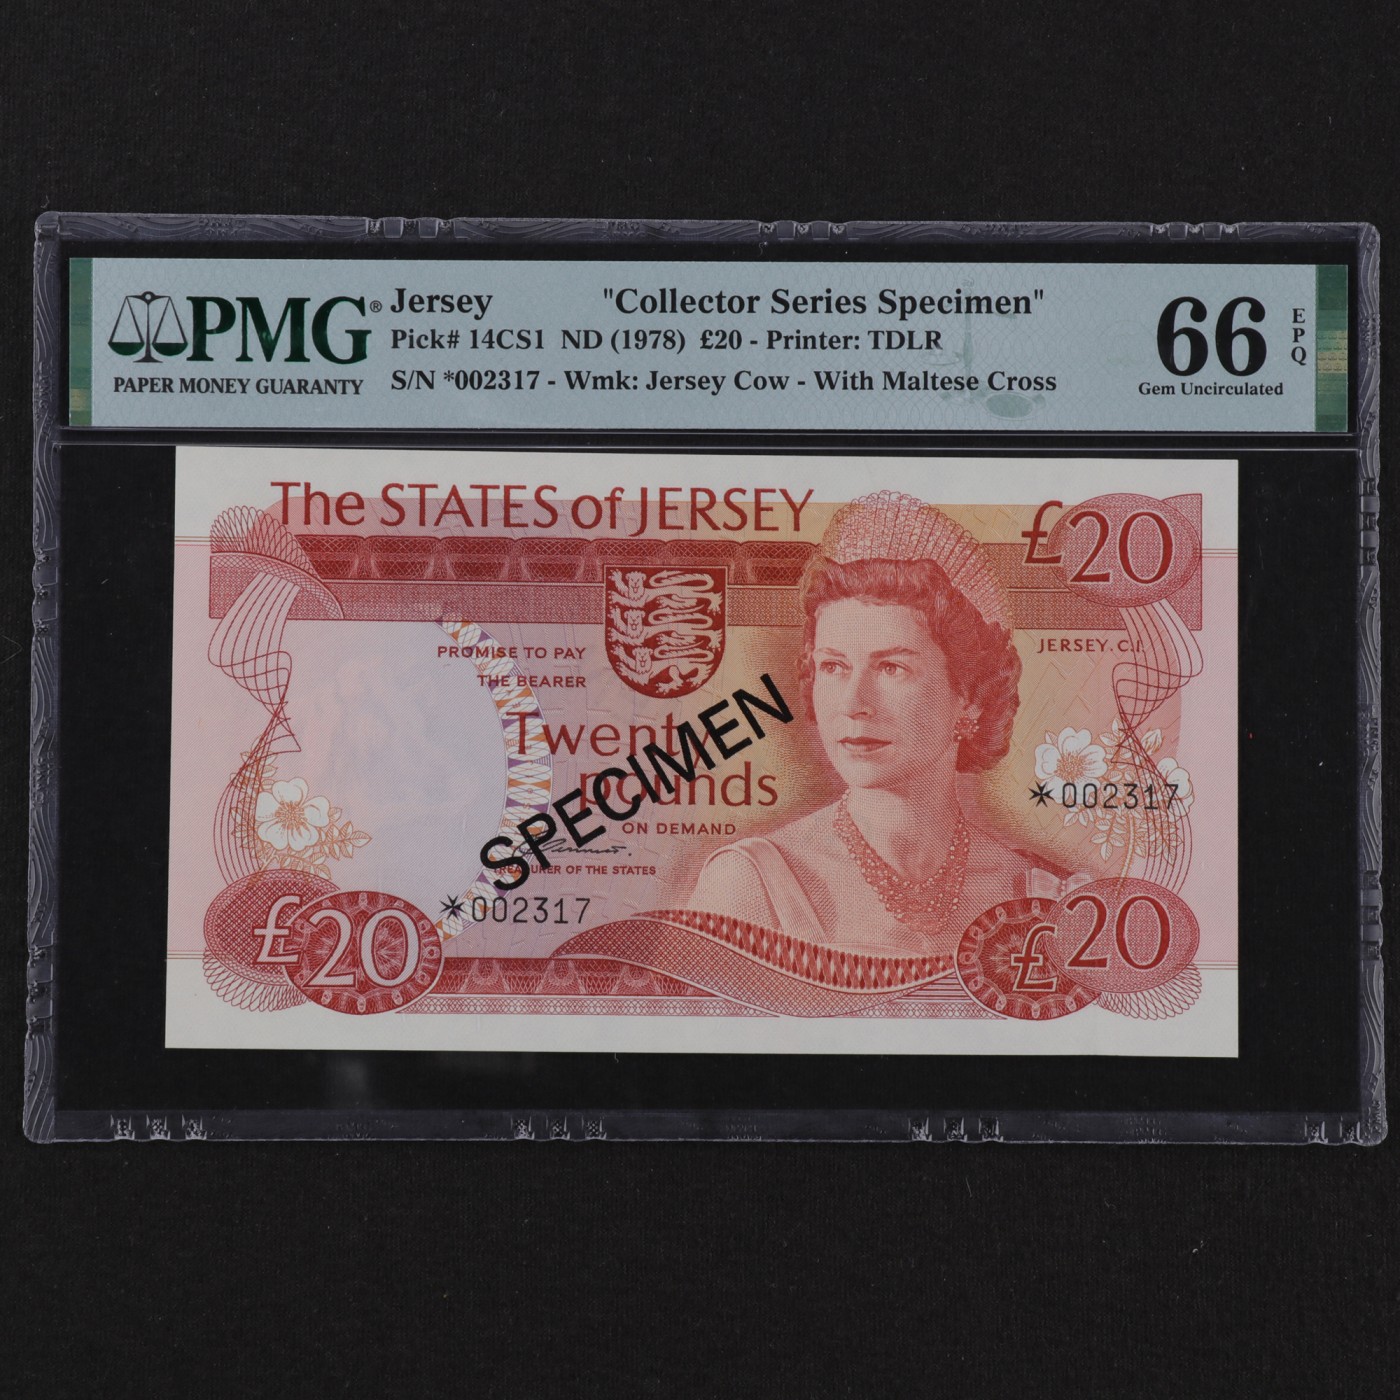 PMG®
PAPER MONEY GUARANTY
Jersey "Collector Series Specimen"
Pick# 14CS1 ND (1978) £20 - Printer: TDLR
S/N *002317 - Wmk: Jersey Cow - With Maltese Cross
66
EPQ
Gem Uncirculated
The STATES of JERSEY
£20
JERSEY.C.I.
PROMISE TO PAY
THE BEARER
Twenty
pounds
ON DEMAND
SPECIMEN
TREASURER OF THE STATES
*002317
*002317
£20
£
£20